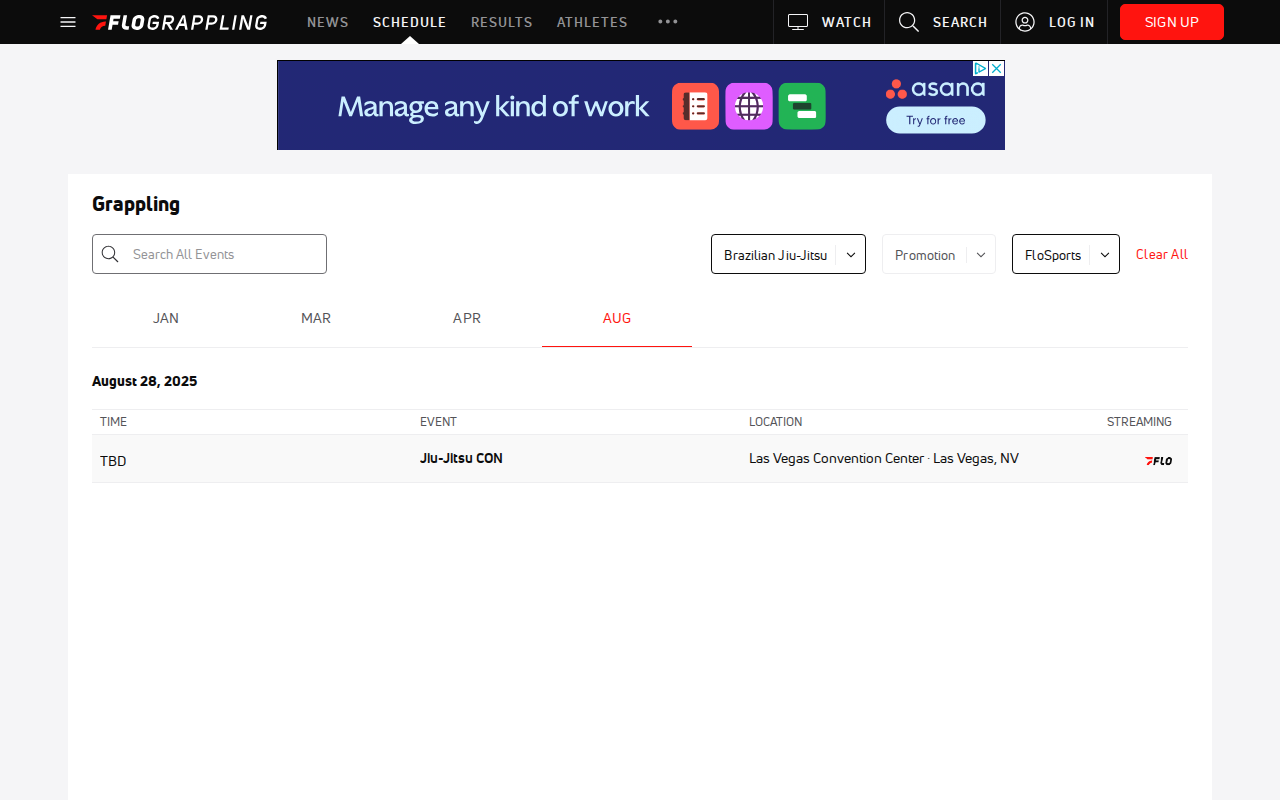 FLOGRAPPLING NEWS SCHEDULE RESULTS ATHLETES ••• WATCH SEARCH LOG IN SIGN UP
Manage any kind of work
asana
Try for free
Grappling
Search All Events Brazilian Jiu-Jitsu Promotion FloSports Clear All
JAN MAR APR AUG
August 28, 2025
TIME EVENT LOCATION STREAMING
TBD Jiu-Jitsu CON Las Vegas Convention Center · Las Vegas, NV FLO